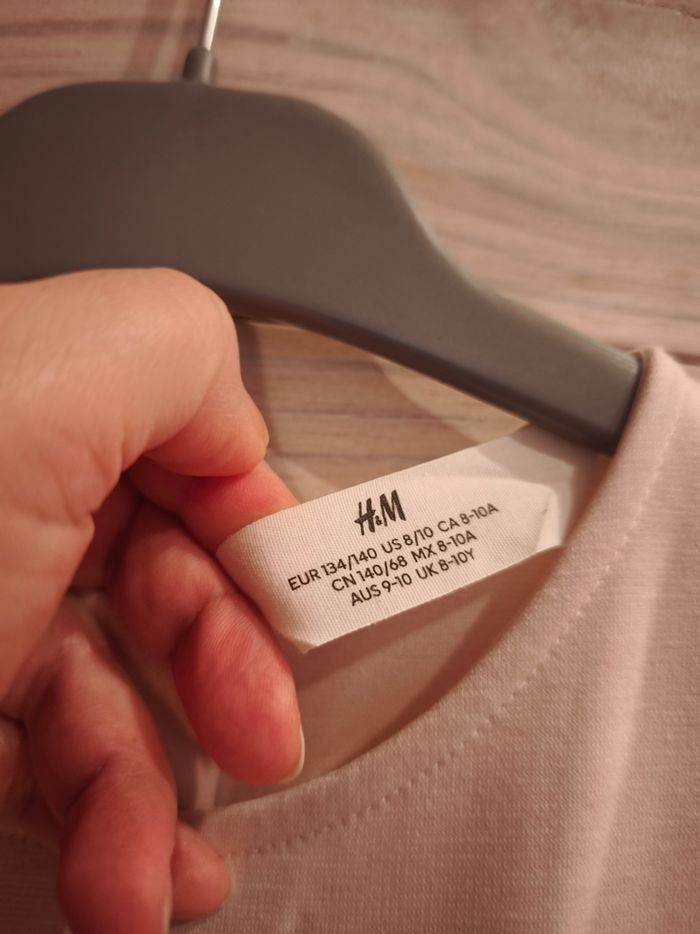 H&M
EUR 134/140 US 8/10 CA 8-10A
CN 140/68 MX 8-10A
AUS 9-10 UK 8-10Y